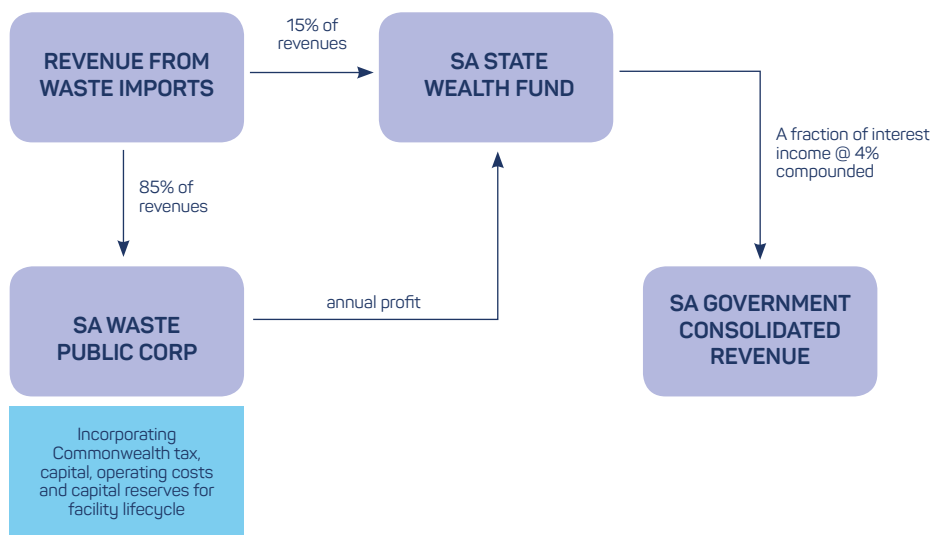 REVENUE FROM
WASTE IMPORTS
15% of
revenues
SA STATE
WEALTH FUND
A fraction of interest
income @ 4%
compounded
85% of
revenues
SA WASTE
PUBLIC CORP
annual profit
SA GOVERNMENT
CONSOLIDATED
REVENUE
Incorporating
Commonwealth tax,
capital, operating costs
and capital reserves for
facility lifecycle